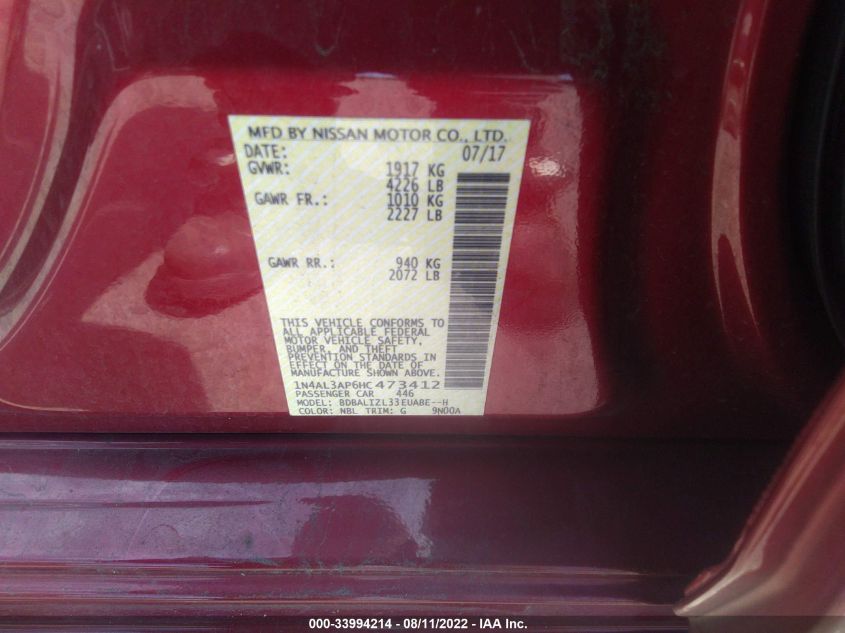 MFD BY NISSAN MOTOR CO., LTD.
DATE: 07/17
GVWR: 1917 KG
4226 LB
GAWR FR.: 1010 KG
2227 LB
GAWR RR.: 940 KG
2072 LB
THIS VEHICLE CONFORMS TO
ALL APPLICABLE FEDERAL
MOTOR VEHICLE SAFETY,
BUMPER, AND THEFT
PREVENTION STANDARDS IN
EFFECT ON THE DATE OF
MANUFACTURE SHOWN ABOVE.
1N4AL3AP6HC473412
PASSENGER CAR 446
MODEL: BDBALIZL33EUABE--H
COLOR: NBL TRIM: G 9N00A
000-33994214 - 08/11/2022 - IAA Inc.